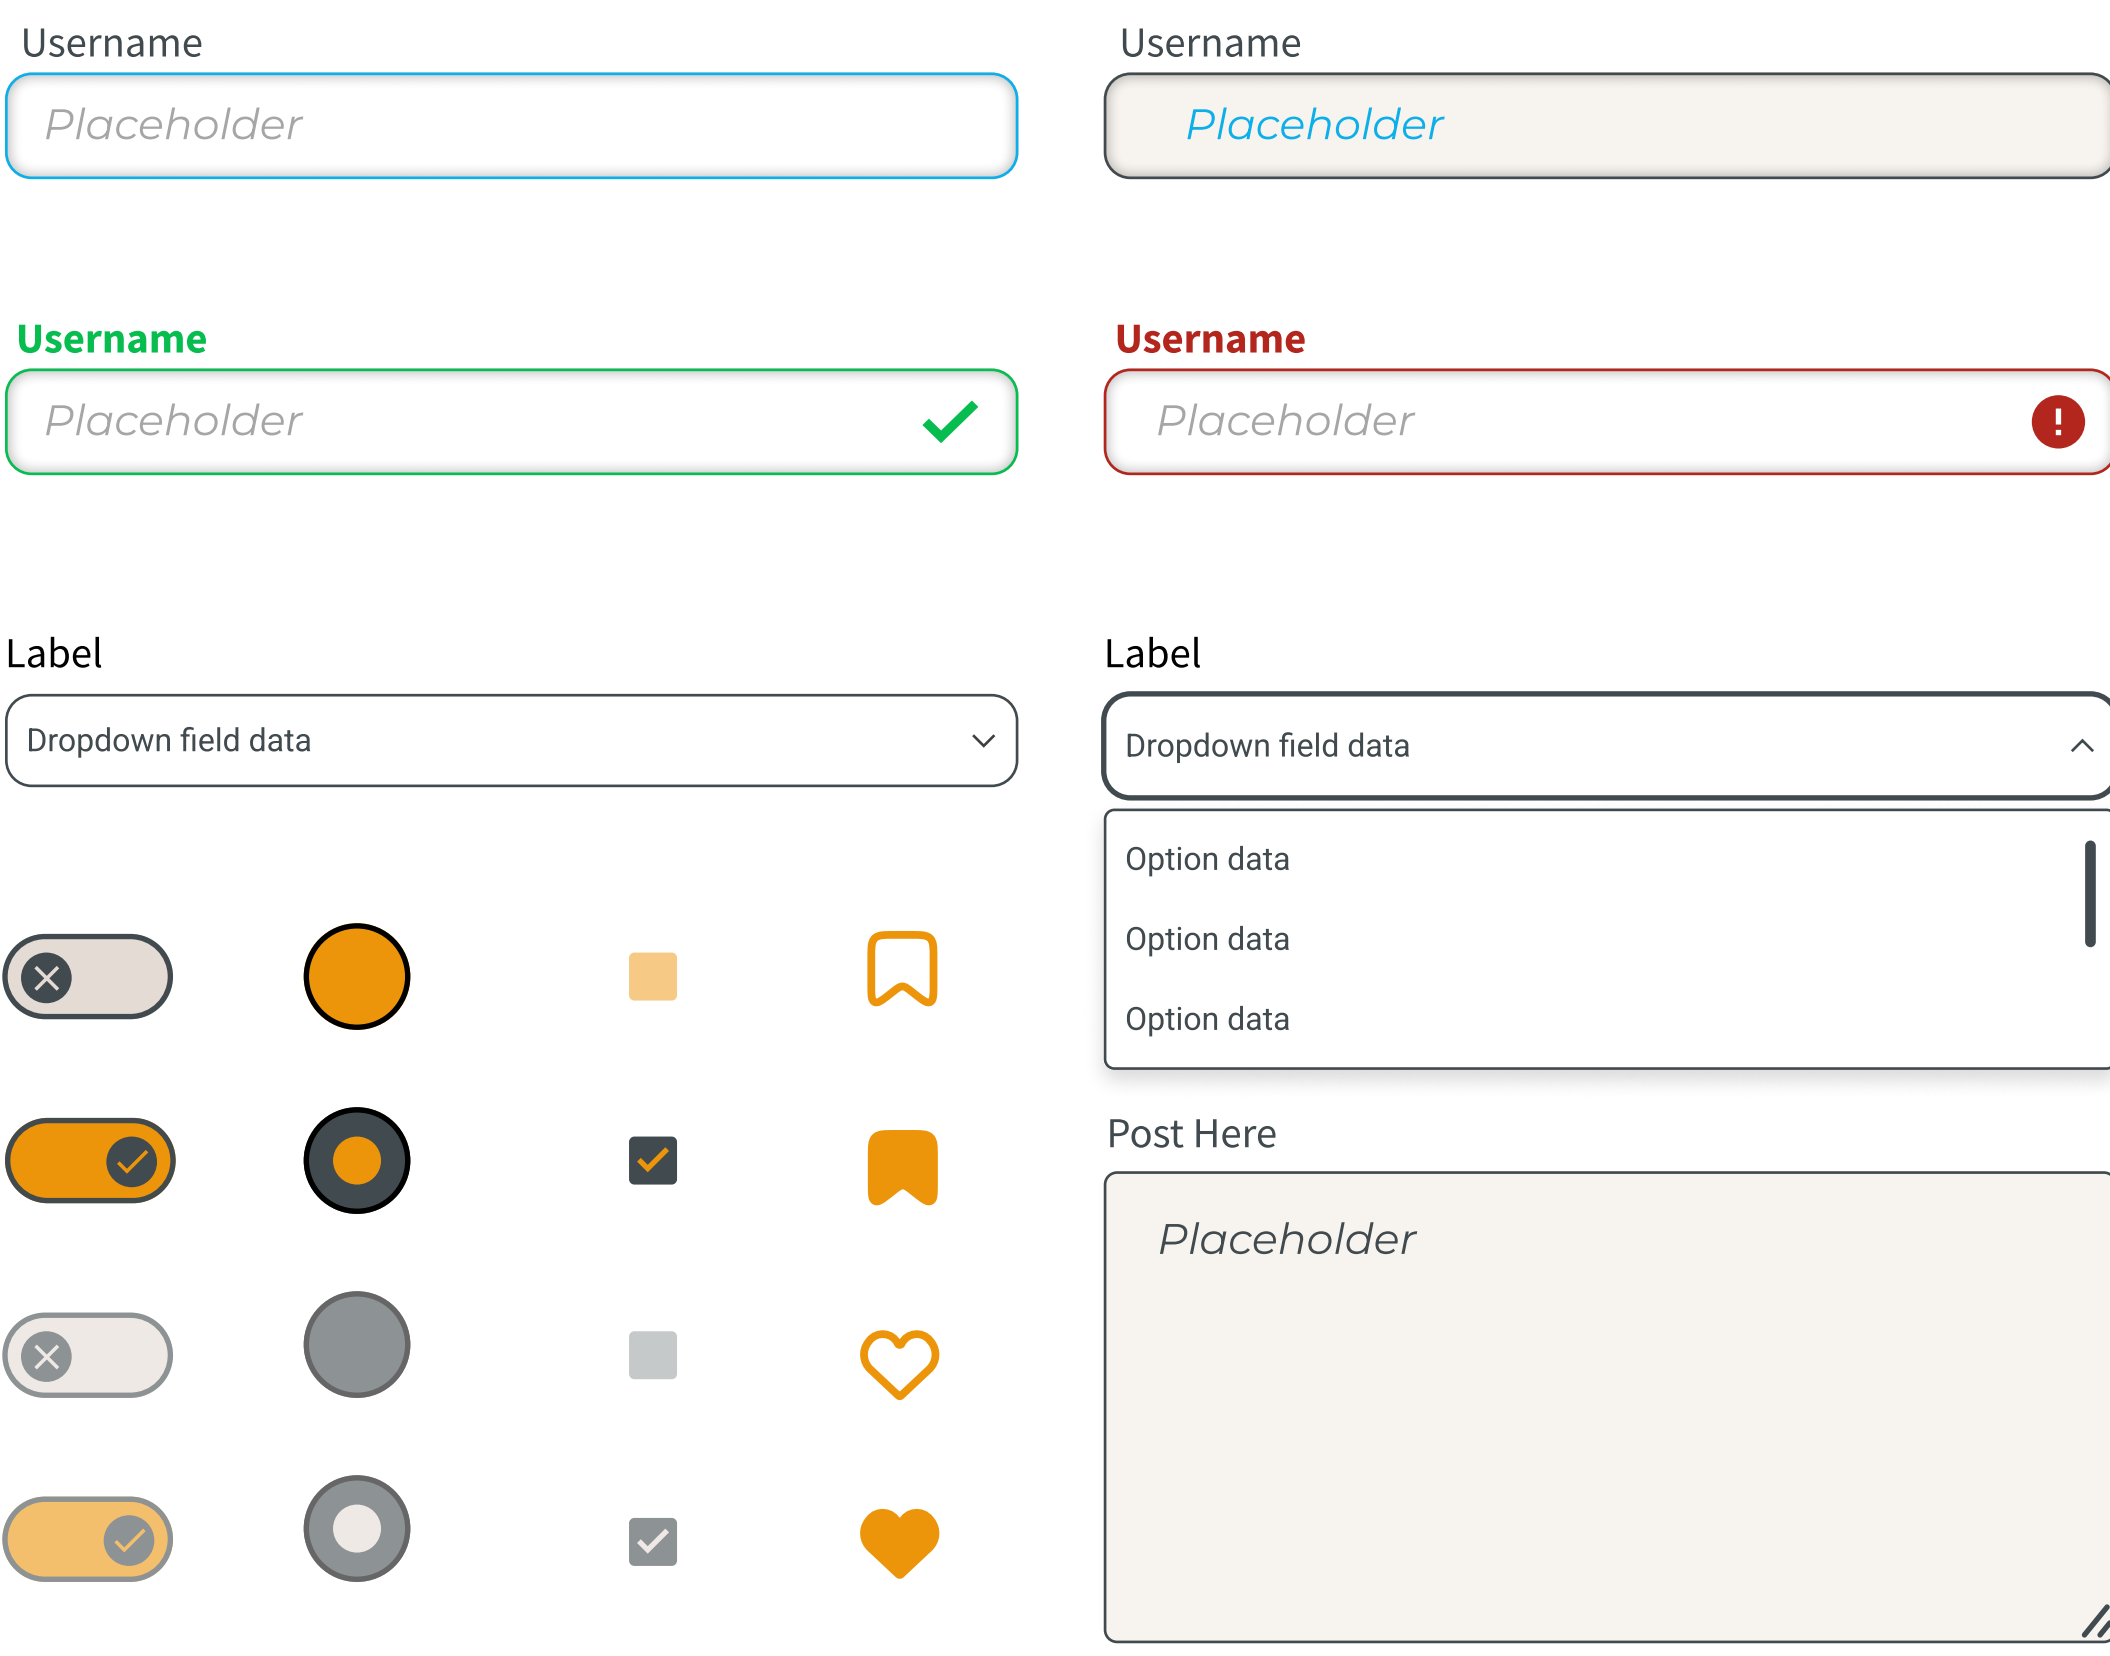 Username
Placeholder
Username
Placeholder
Username
Placeholder
Username
Placeholder
Label
Dropdown field data
Label
Dropdown field data
Option data
Option data
Option data
Post Here
Placeholder